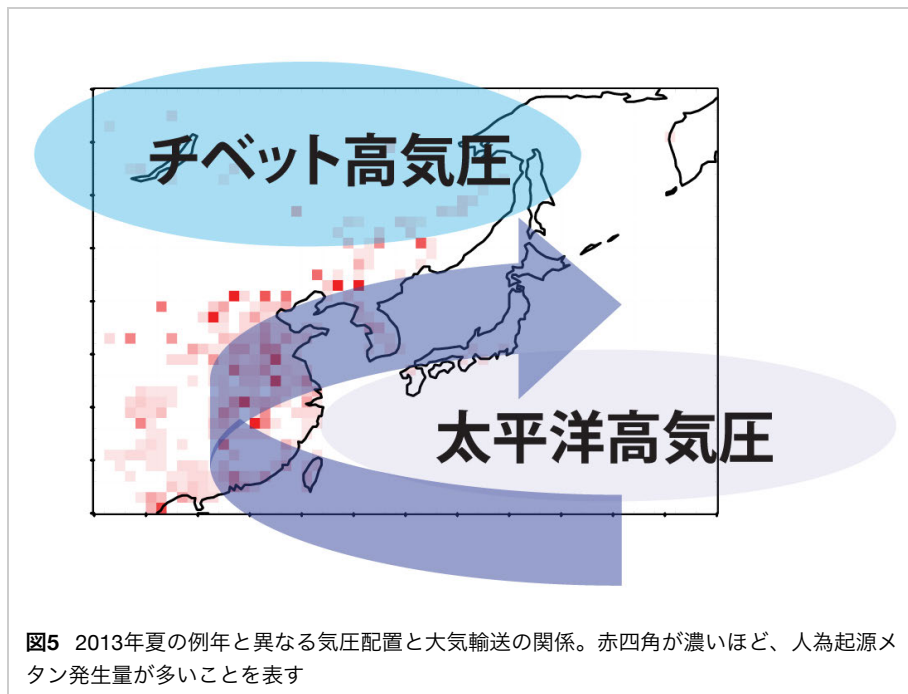 チベット高気圧
太平洋高気圧
図5 2013年夏の例年と異なる気圧配置と大気輸送の関係。赤四角が濃いほど、人為起源メ
タン発生量が多いことを表す